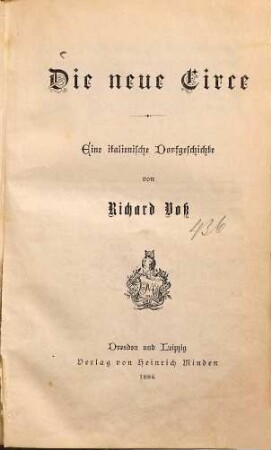 Die neue Circe
Eine italienische Dorfgeschichte
von
Richard Voß
436
Dresden und Leipzig
Verlag von Heinrich Minden